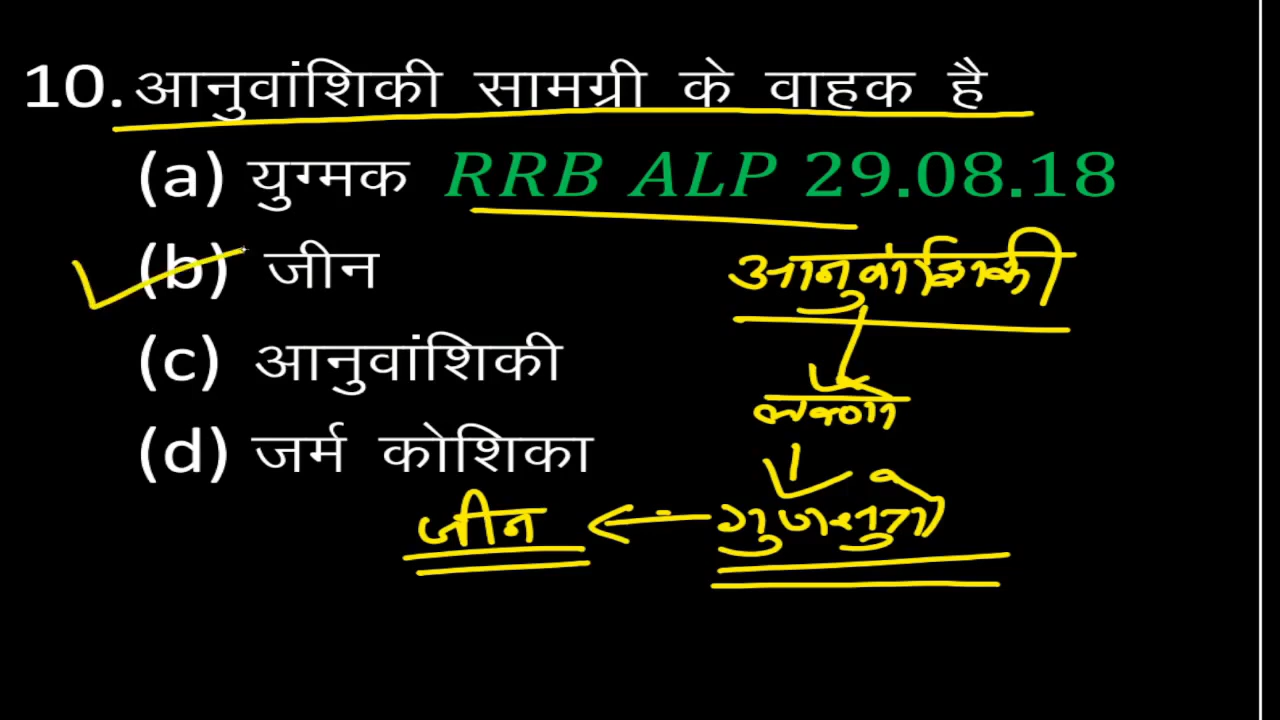 10. आनुवांशिकी सामग्री के वाहक है
(a) युग्मक RRB ALP 29.08.18
(b) जीन
आनुवांशिकी
(c) आनुवांशिकी
लक्षण
(d) जर्म कोशिका
जीन ← गुणसुत्रो